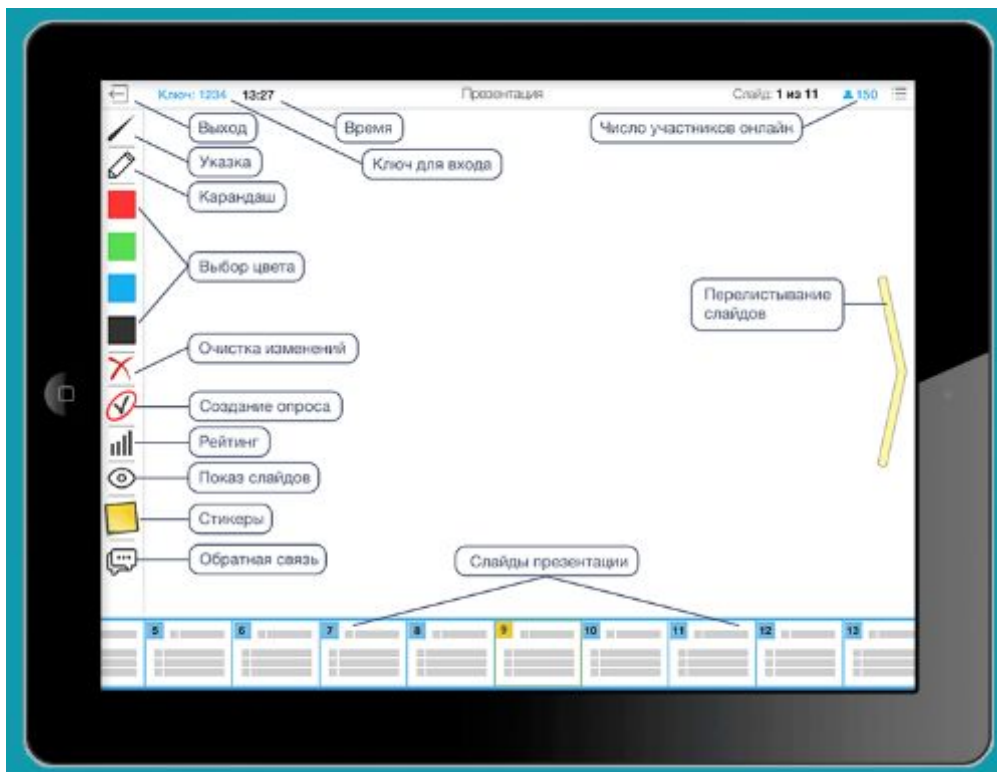 Ключ: 1234 13:27 Презентация Слайд: 1 из 11 150
Выход
Время
Число участников онлайн
Указка
Ключ для входа
Карандаш
Выбор цвета
Перелистывание
слайдов
Очистка изменений
Создание опроса
Рейтинг
Показ слайдов
Стикеры
Обратная связь
Слайды презентации
5 6 7 8 9 10 11 12 13